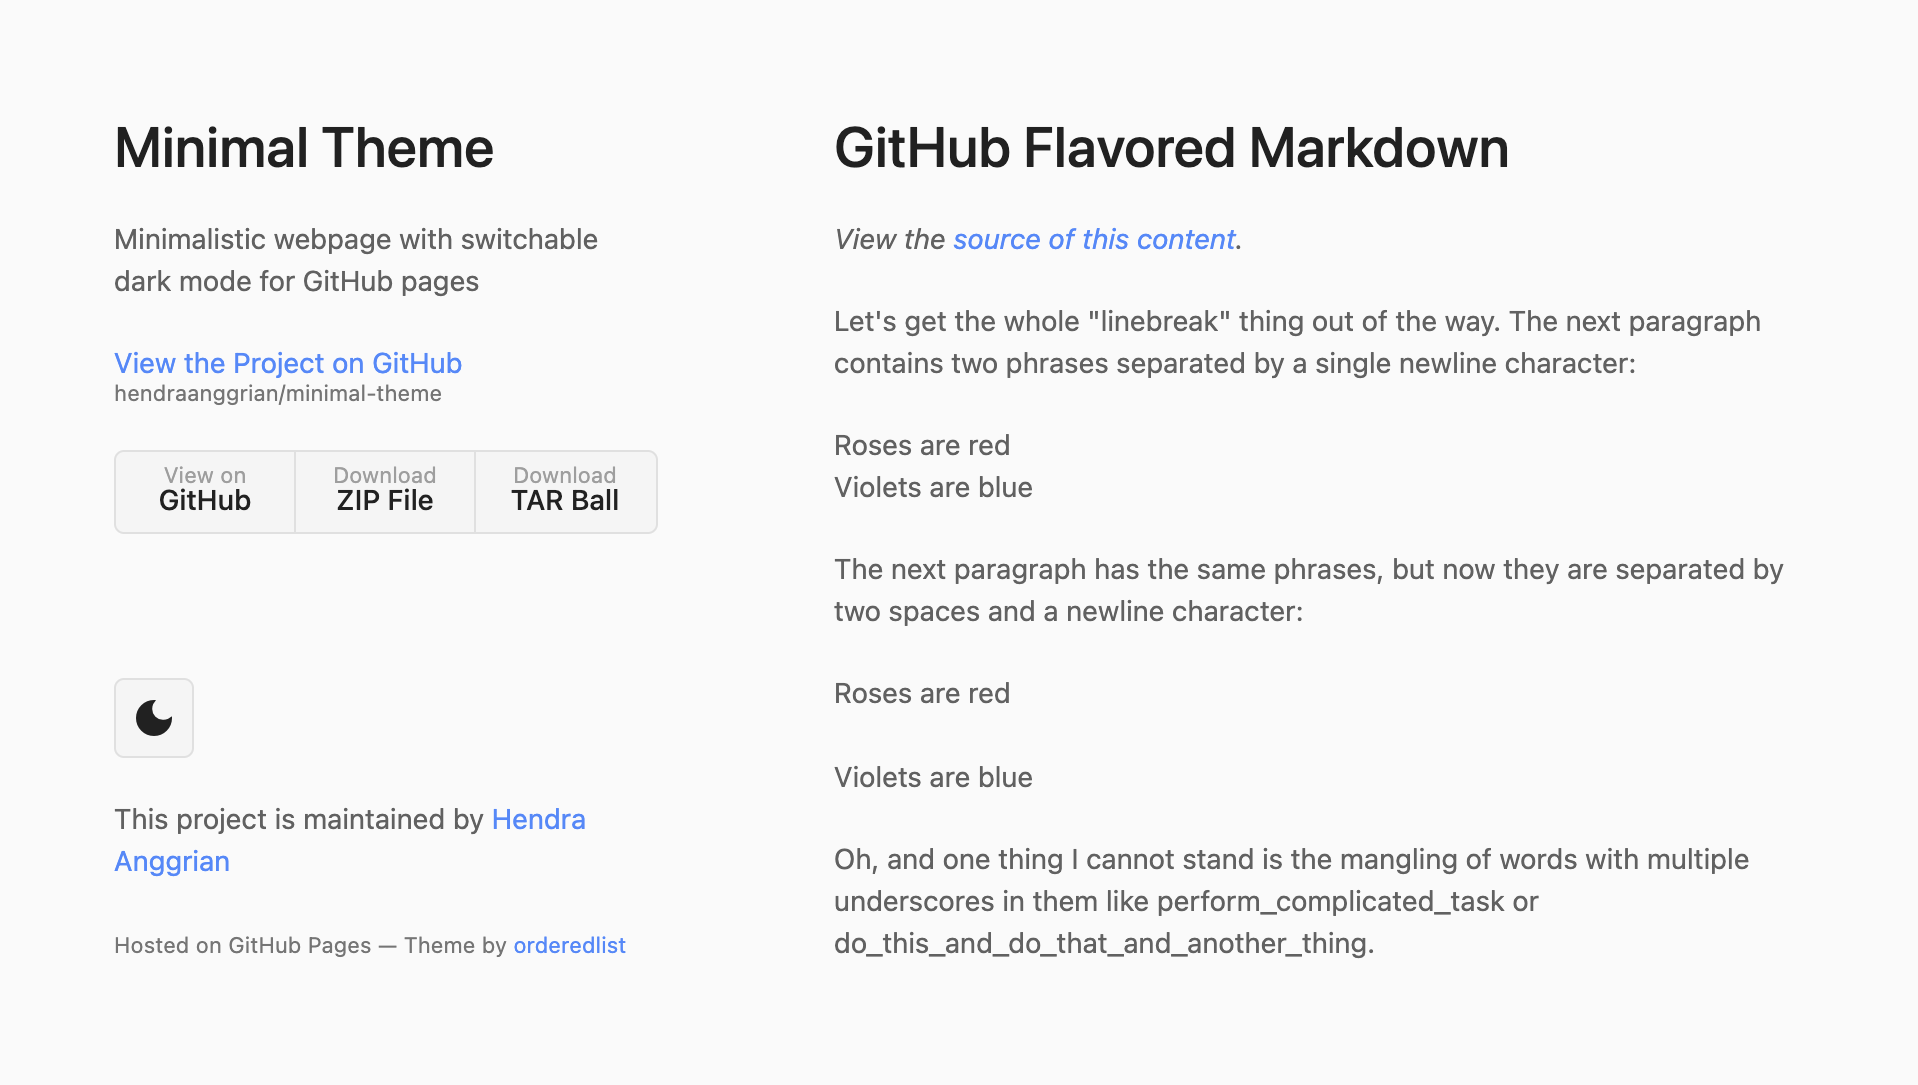 Minimal Theme
Minimalistic webpage with switchable
dark mode for GitHub pages
View the Project on GitHub
hendraanggrian/minimal-theme
View on
GitHub
Download
ZIP File
Download
TAR Ball
This project is maintained by Hendra
Anggrian
Hosted on GitHub Pages — Theme by orderedlist
GitHub Flavored Markdown
View the source of this content.
Let's get the whole "linebreak" thing out of the way. The next paragraph
contains two phrases separated by a single newline character:
Roses are red
Violets are blue
The next paragraph has the same phrases, but now they are separated by
two spaces and a newline character:
Roses are red
Violets are blue
Oh, and one thing I cannot stand is the mangling of words with multiple
underscores in them like perform_complicated_task or
do_this_and_do_that_and_another_thing.